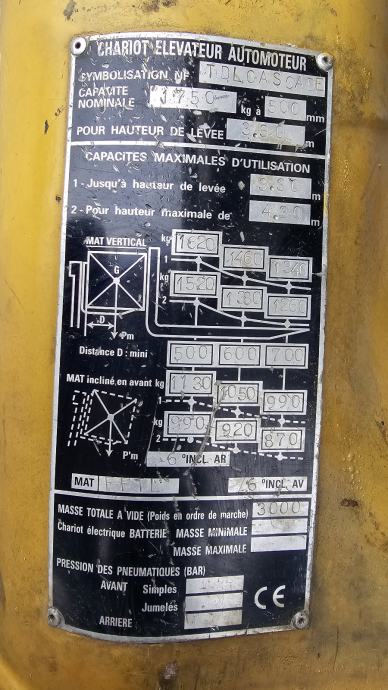 CHARIOT ELEVATEUR AUTOMOTEUR
SYMBOLISATION NF
CAPACITE NOMINALE 1750 kg à 500 mm
POUR HAUTEUR DE LEVÉE m
CAPACITÉS MAXIMALES D'UTILISATION
1 - Jusqu'à hauteur de levée m
2 - Pour hauteur maximale de m
MAT VERTICAL kg 1620 1460 1340
1
G kg 1520 1380 1260
2
D Pm
Distance D : mini 500 600 700
MAT incliné en avant kg 1130 1050 990
1
kg 990 920 870
2
P'm
6 °INCL. AR
MAT 6 °INCL. AV
MASSE TOTALE A VIDE (Poids en ordre de marche) 3000
Chariot électrique BATTERIE MASSE MINIMALE
MASSE MAXIMALE
PRESSION DES PNEUMATIQUES (BAR)
AVANT Simples
Jumelés
ARRIERE
CE